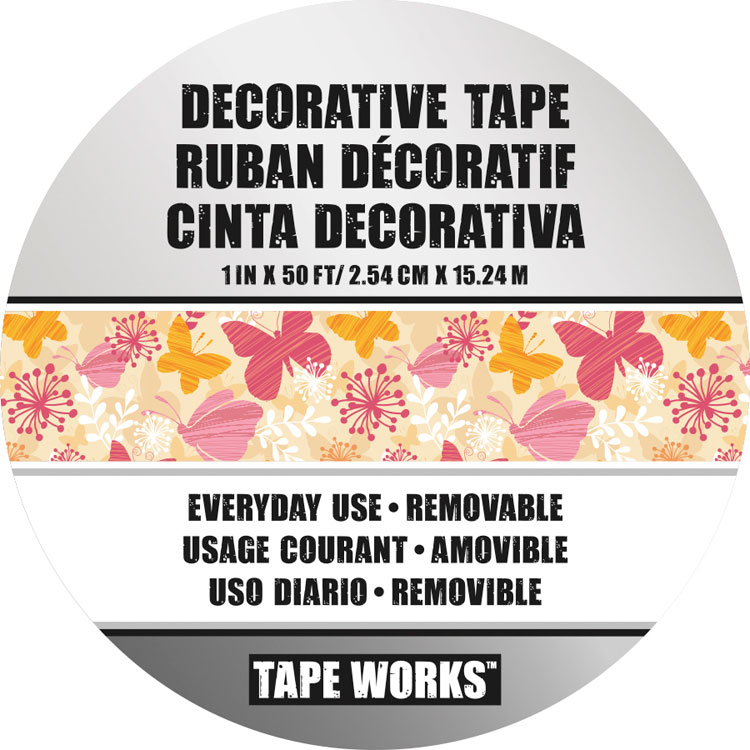 DECORATIVE TAPE
RUBAN DÉCORATIF
CINTA DECORATIVA
1 IN X 50 FT/ 2.54 CM X 15.24 M
EVERYDAY USE • REMOVABLE
USAGE COURANT • AMOVIBLE
USO DIARIO • REMOVIBLE
TAPE WORKS™